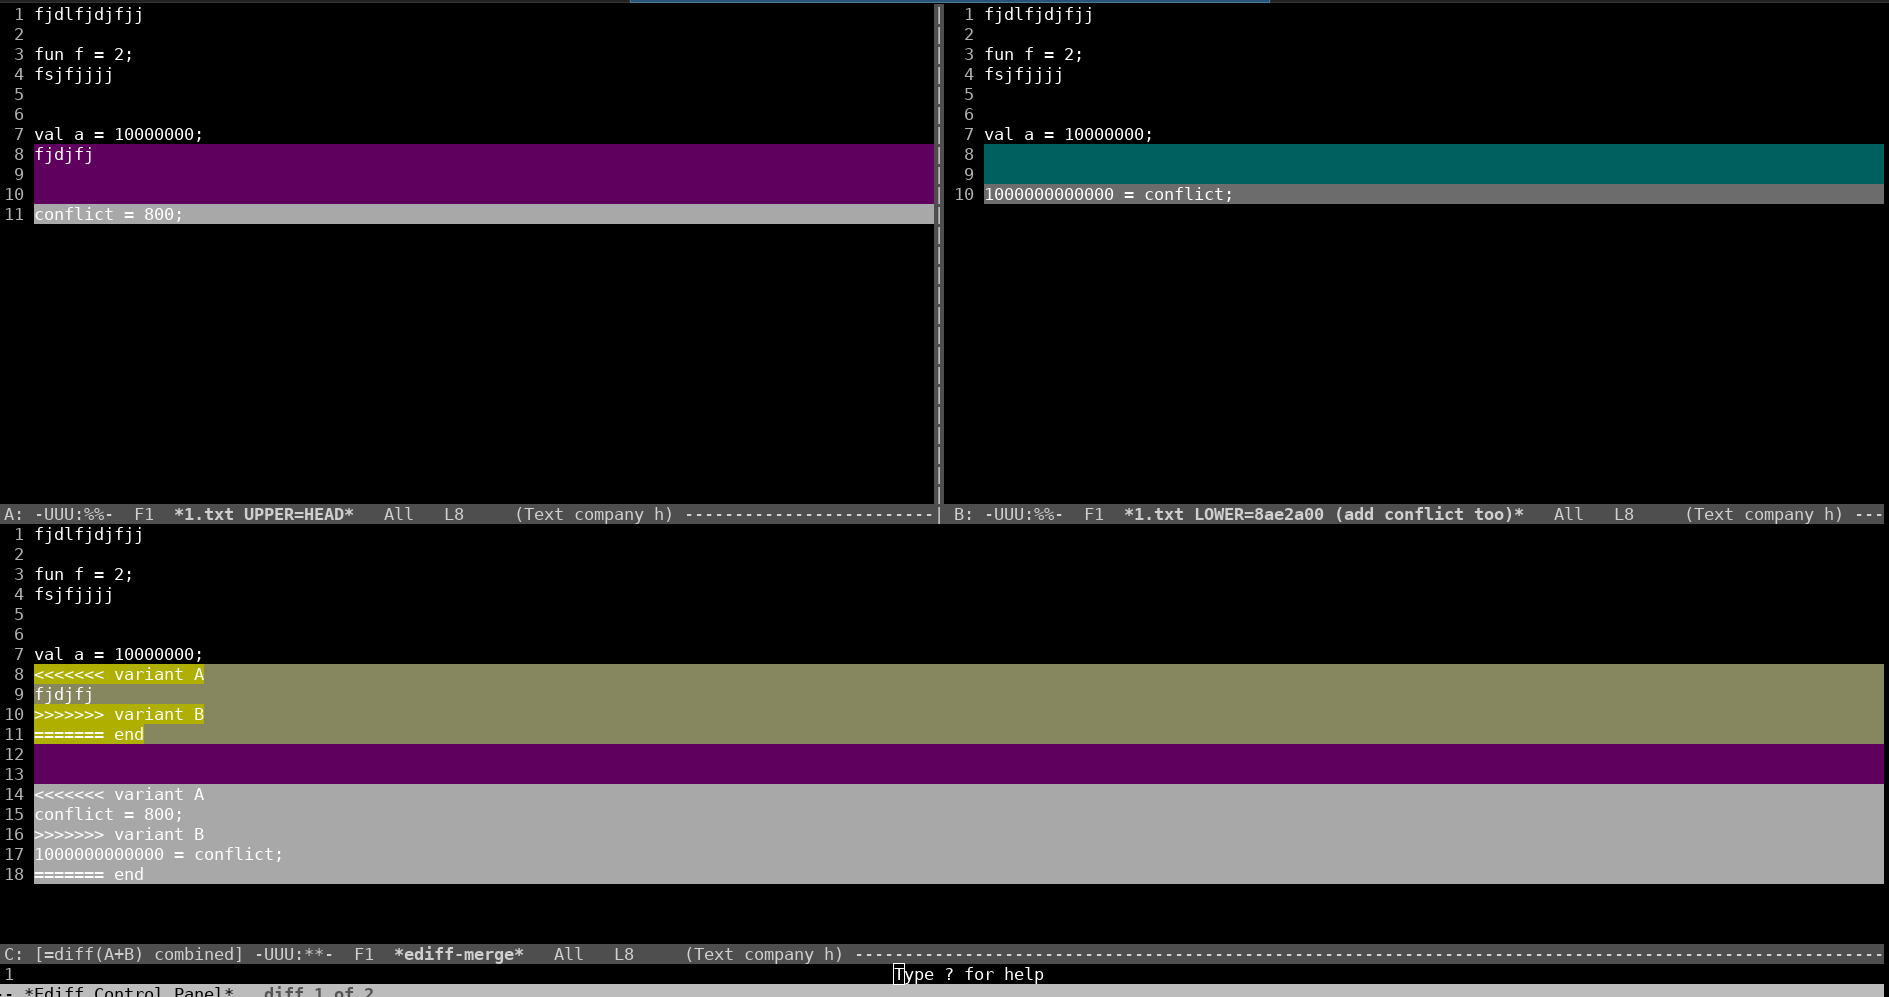 1 fjdlfjdjfjj
2
3 fun f = 2;
4 fsjfjjjj
5
6
7 val a = 10000000;
8 fjdjfj
9
10
11 conflict = 800;
A: -UUU:%%-  F1  *1.txt UPPER=HEAD*   All   L8     (Text company h) -------------------------
1 fjdlfjdjfjj
2
3 fun f = 2;
4 fsjfjjjj
5
6
7 val a = 10000000;
8
9
10 1000000000000 = conflict;
B: -UUU:%%-  F1  *1.txt LOWER=8ae2a00 (add conflict too)*   All   L8     (Text company h) ---
1 fjdlfjdjfjj
2
3 fun f = 2;
4 fsjfjjjj
5
6
7 val a = 10000000;
8 <<<<<<< variant A
9 fjdjfj
10 >>>>>>> variant B
11 ======= end
12
13
14 <<<<<<< variant A
15 conflict = 800;
16 >>>>>>> variant B
17 1000000000000 = conflict;
18 ======= end
C: [=diff(A+B) combined] -UUU:**-  F1  *ediff-merge*   All   L8     (Text company h) -------------------------------------------------------------------------------------------------------
1 Type ? for help
-- *Ediff Control Panel*   diff 1 of 2